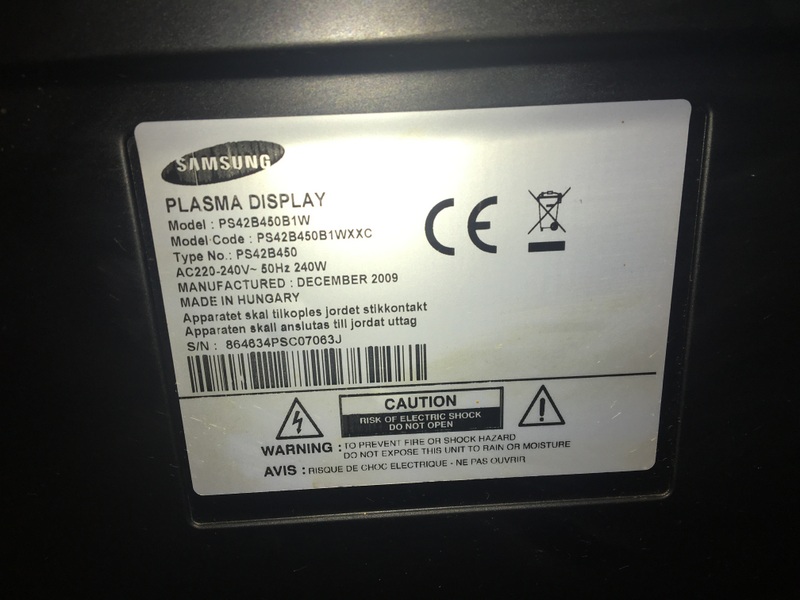 SAMSUNG
PLASMA DISPLAY
Model : PS42B450B1W
Model Code : PS42B450B1WXXC
Type No.: PS42B450
AC220-240V~ 50Hz 240W
MANUFACTURED : DECEMBER 2009
MADE IN HUNGARY
Apparatet skal tilkoples jordet stikkontakt
Apparaten skall anslutas till jordat uttag
S/N : 864634PSC07063J
CE
CAUTION
RISK OF ELECTRIC SHOCK
DO NOT OPEN
WARNING : TO PREVENT FIRE OR SHOCK HAZARD
DO NOT EXPOSE THIS UNIT TO RAIN OR MOISTURE
AVIS : RISQUE DE CHOC ELECTRIQUE - NE PAS OUVRIR